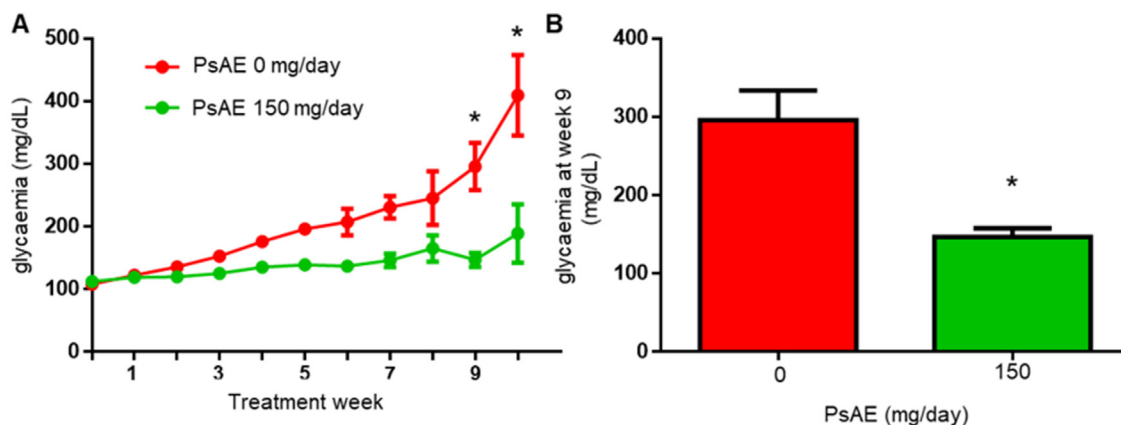 A
500
400
300
200
100
0
glycaemia (mg/dL)
PsAE 0 mg/day
PsAE 150 mg/day
*
*
1 3 5 7 9
Treatment week
B
400
300
200
100
0
glycaemia at week 9
(mg/dL)
*
0 150
PsAE (mg/day)